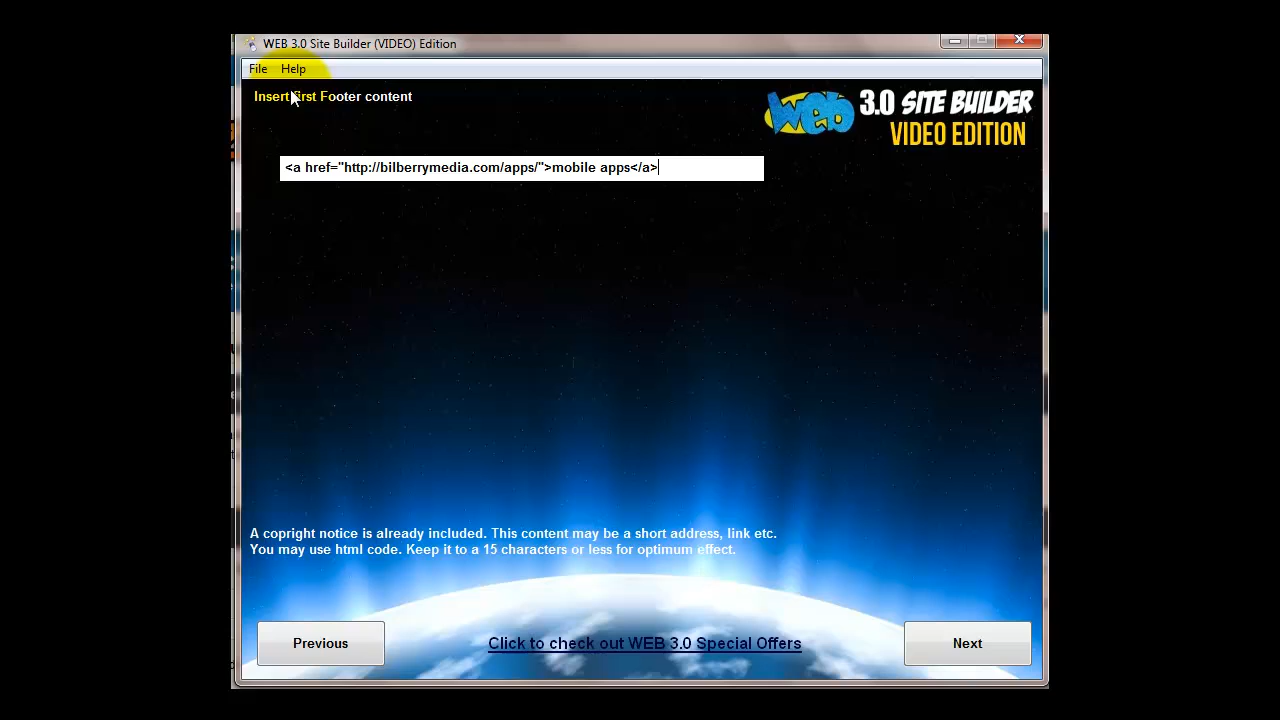 WEB 3.0 Site Builder (VIDEO) Edition
File Help
Insert first Footer content
Web 3.0 SITE BUILDER
VIDEO EDITION
<a href="http://bilberrymedia.com/apps/">mobile apps</a>
A copright notice is already included. This content may be a short address, link etc.
You may use html code. Keep it to a 15 characters or less for optimum effect.
Previous
Click to check out WEB 3.0 Special Offers
Next